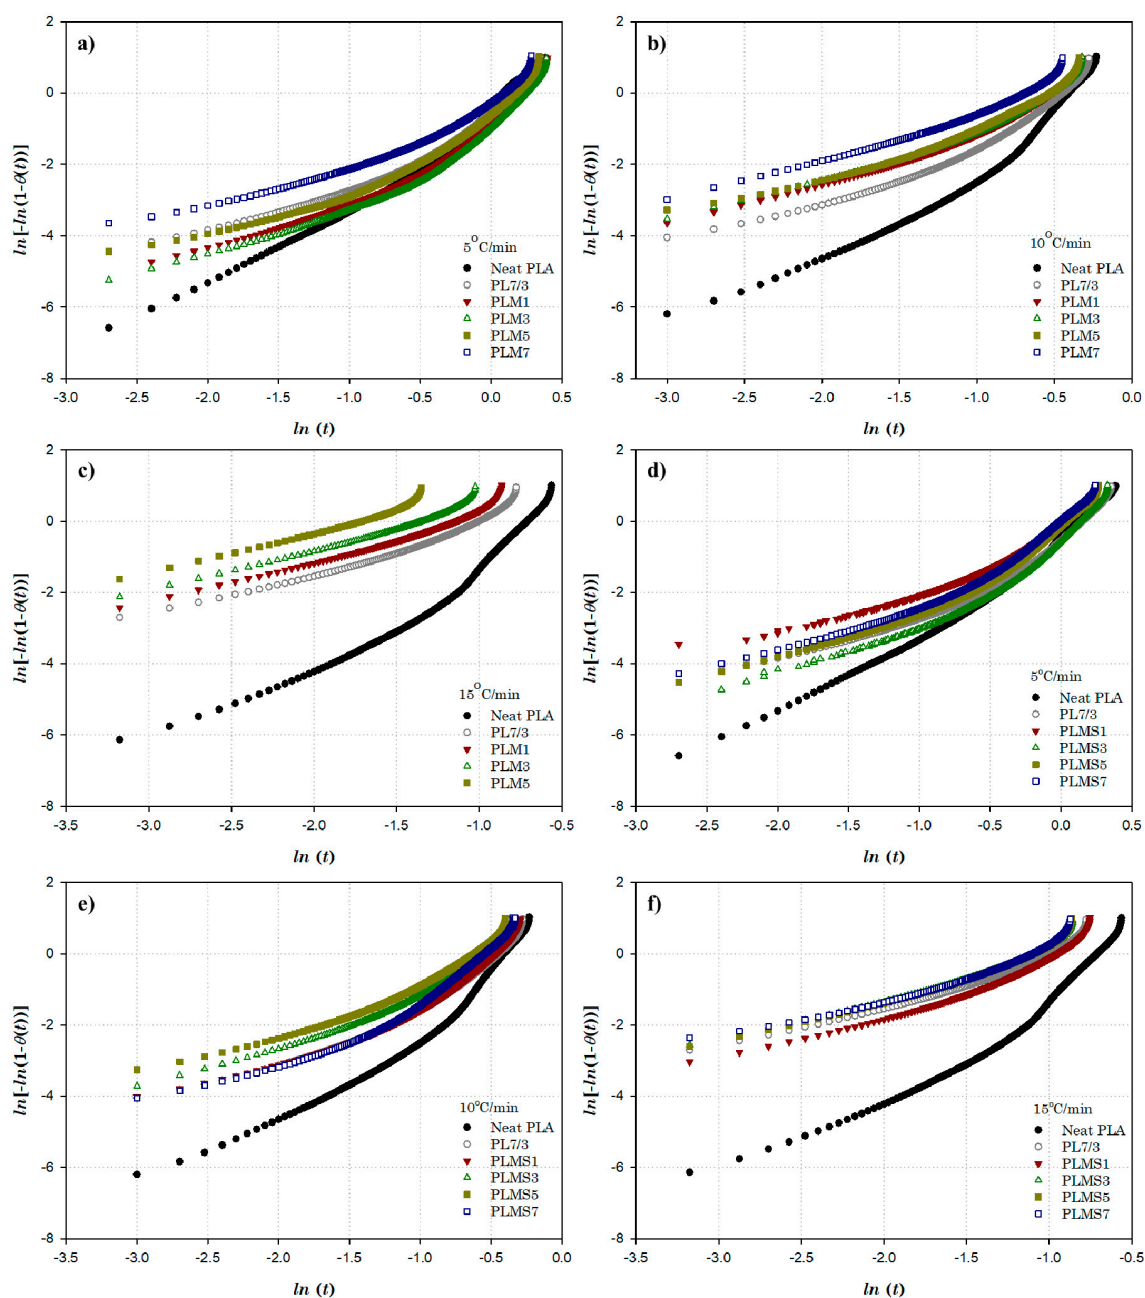 a)
ln[-ln(1-θ(t))]
2
0
-2
-4
-6
-8
5°C/min
Neat PLA
PL7/3
PLM1
PLM3
PLM5
PLM7
-3.0 -2.5 -2.0 -1.5 -1.0 -0.5 0.0 0.5
ln (t)
b)
ln[-ln(1-θ(t))]
2
0
-2
-4
-6
-8
10°C/min
Neat PLA
PL7/3
PLM1
PLM3
PLM5
PLM7
-3.0 -2.5 -2.0 -1.5 -1.0 -0.5 0.0
ln (t)
c)
ln[-ln(1-θ(t))]
2
0
-2
-4
-6
-8
15°C/min
Neat PLA
PL7/3
PLM1
PLM3
PLM5
-3.5 -3.0 -2.5 -2.0 -1.5 -1.0 -0.5
ln (t)
d)
ln[-ln(1-θ(t))]
2
0
-2
-4
-6
-8
5°C/min
Neat PLA
PL7/3
PLMS1
PLMS3
PLMS5
PLMS7
-3.0 -2.5 -2.0 -1.5 -1.0 -0.5 0.0 0.5
ln (t)
e)
ln[-ln(1-θ(t))]
2
0
-2
-4
-6
-8
10°C/min
Neat PLA
PL7/3
PLMS1
PLMS3
PLMS5
PLMS7
-3.5 -3.0 -2.5 -2.0 -1.5 -1.0 -0.5 0.0
ln (t)
f)
ln[-ln(1-θ(t))]
2
0
-2
-4
-6
-8
15°C/min
Neat PLA
PL7/3
PLMS1
PLMS3
PLMS5
PLMS7
-3.5 -3.0 -2.5 -2.0 -1.5 -1.0 -0.5
ln (t)